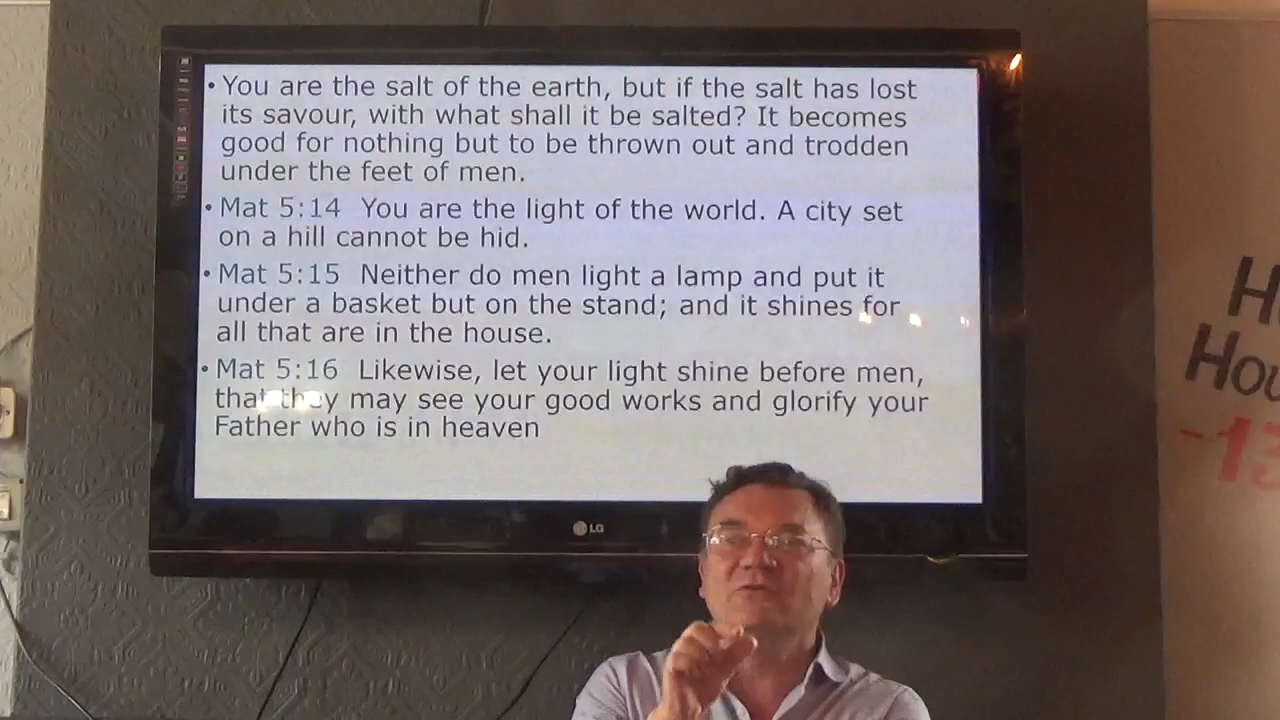 • You are the salt of the earth, but if the salt has lost
its savour, with what shall it be salted? It becomes
good for nothing but to be thrown out and trodden
under the feet of men.
• Mat 5:14 You are the light of the world. A city set
on a hill cannot be hid.
• Mat 5:15 Neither do men light a lamp and put it
under a basket but on the stand; and it shines for
all that are in the house.
• Mat 5:16 Likewise, let your light shine before men,
that they may see your good works and glorify your
Father who is in heaven
LG